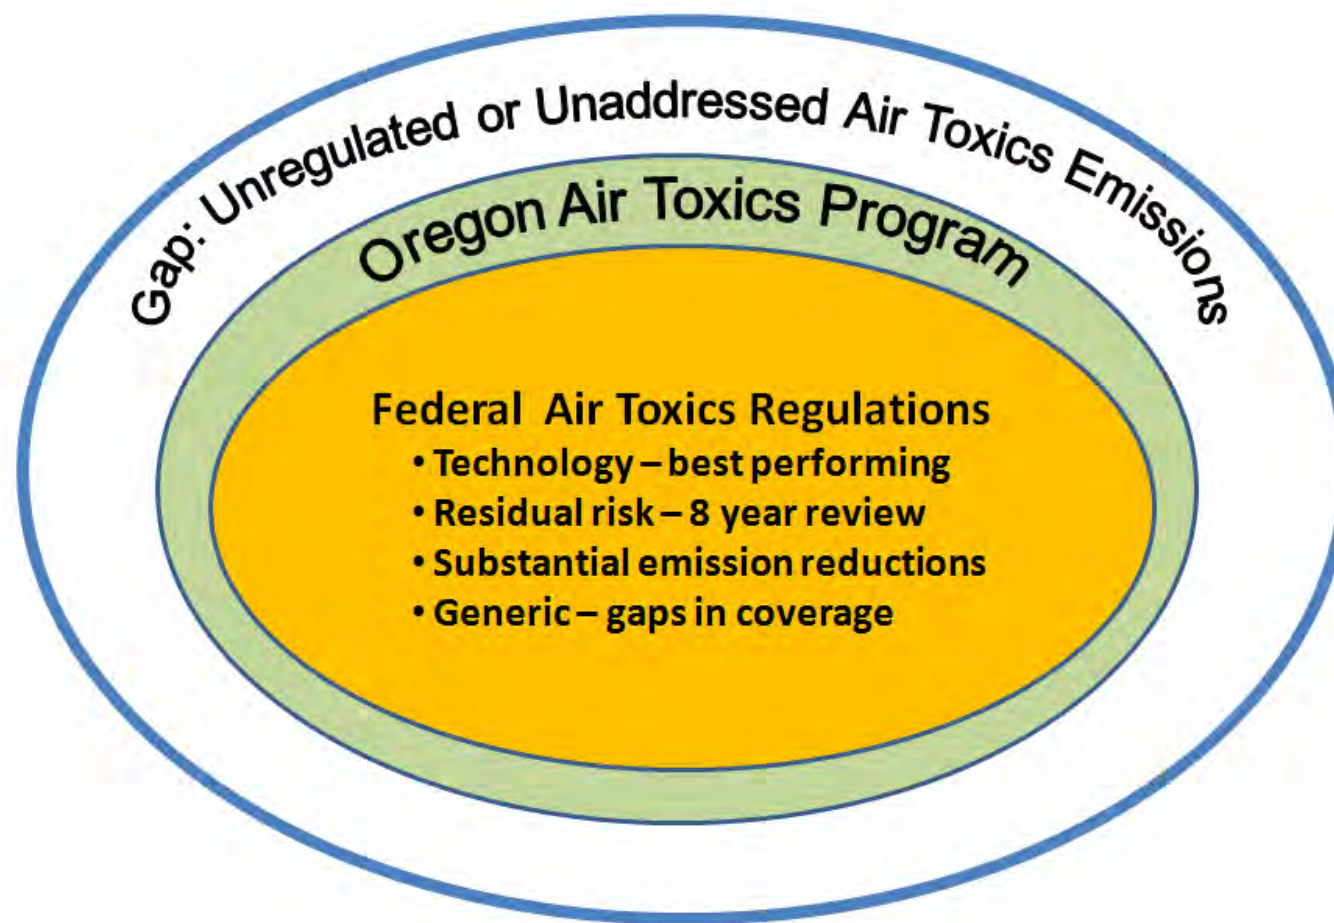 Gap: Unregulated or Unaddressed Air Toxics Emissions
Oregon Air Toxics Program
Federal Air Toxics Regulations
• Technology – best performing
• Residual risk – 8 year review
• Substantial emission reductions
• Generic – gaps in coverage